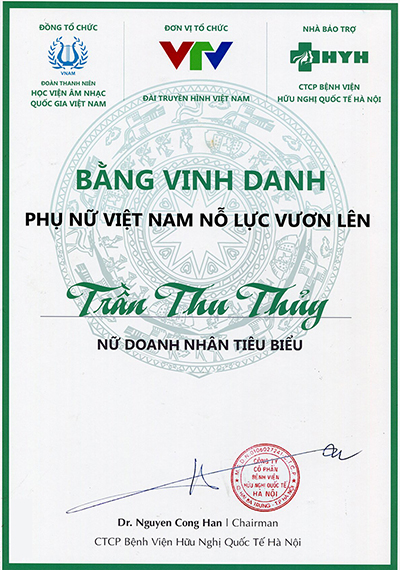 ĐỒNG TỔ CHỨC
VNAM
ĐOÀN THANH NIÊN
HỌC VIỆN ÂM NHẠC
QUỐC GIA VIỆT NAM
ĐƠN VỊ TỔ CHỨC
VTV
ĐÀI TRUYỀN HÌNH VIỆT NAM
NHÀ BẢO TRỢ
HYH
CTCP BỆNH VIỆN
HỮU NGHỊ QUỐC TẾ HÀ NỘI
BẰNG VINH DANH
PHỤ NỮ VIỆT NAM NỖ LỰC VƯƠN LÊN
Trần Thu Thủy
NỮ DOANH NHÂN TIÊU BIỂU
CÔNG TY
CỔ PHẦN
BỆNH VIỆN
HỮU NGHỊ QUỐC TẾ
HÀ NỘI
Dr. Nguyen Cong Han | Chairman
CTCP Bệnh Viện Hữu Nghị Quốc Tế Hà Nội